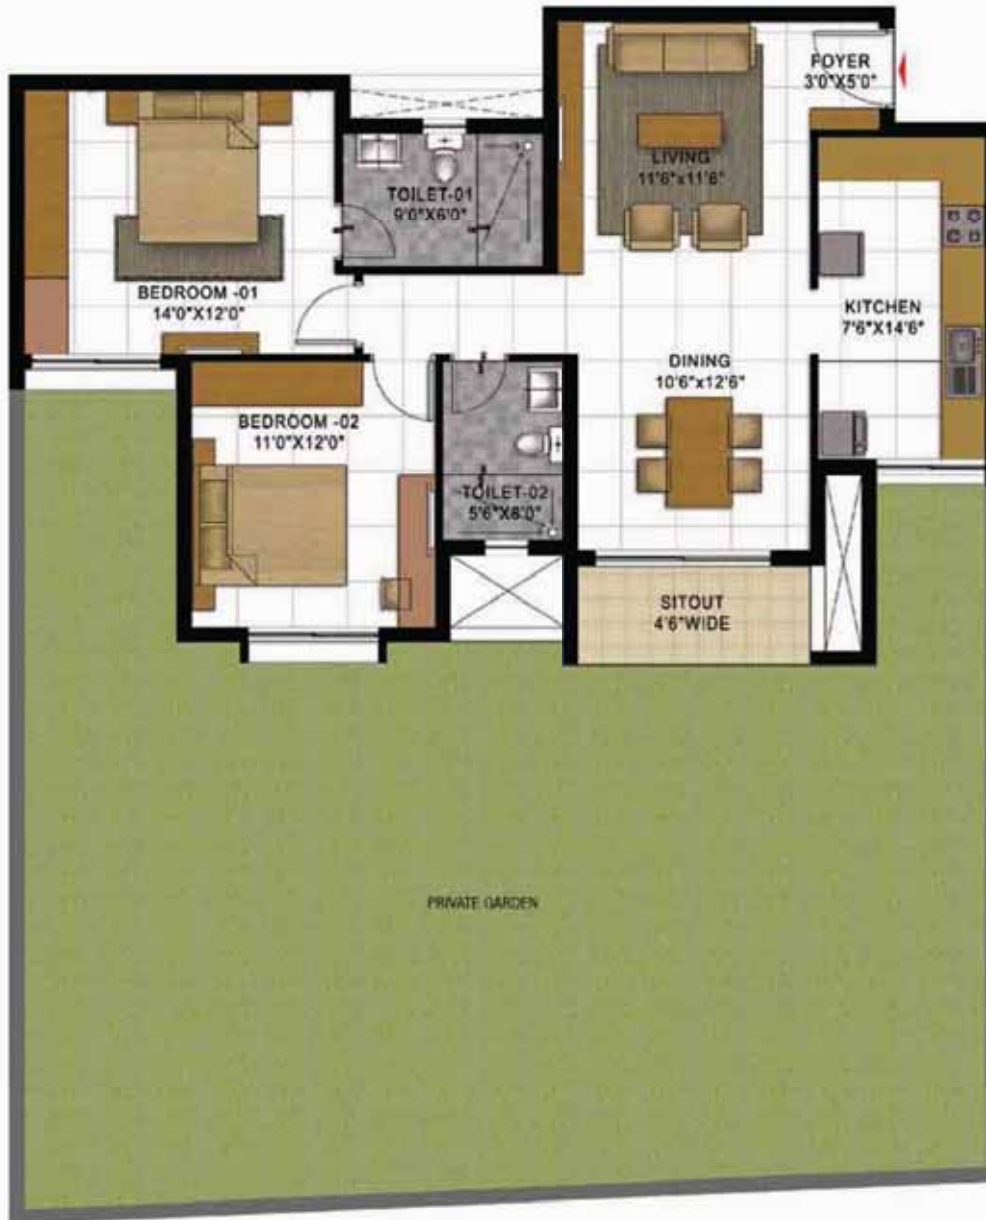 FOYER
3'0"X5'0"
LIVING
11'6"x11'6"
TOILET-01
9'0"X6'0"
BEDROOM -01
14'0"X12'0"
KITCHEN
7'6"X14'6"
DINING
10'6"x12'6"
BEDROOM -02
11'0"X12'0"
TOILET-02
5'6"X8'0"
SITOUT
4'6"WIDE
PRIVATE GARDEN